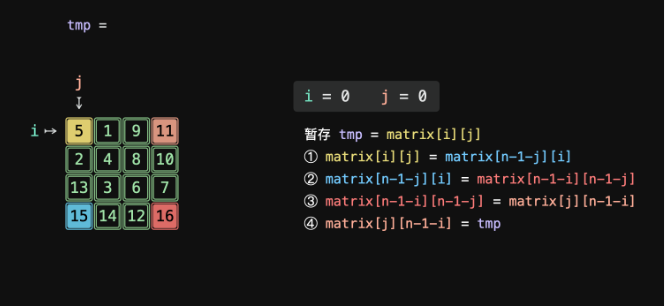 tmp =
j
↓
i = 0 j = 0
i ↦ 5 1 9 11
2 4 8 10
13 3 6 7
15 14 12 16
暂存 tmp = matrix[i][j]
① matrix[i][j] = matrix[n-1-j][i]
② matrix[n-1-j][i] = matrix[n-1-i][n-1-j]
③ matrix[n-1-i][n-1-j] = matrix[j][n-1-i]
④ matrix[j][n-1-i] = tmp